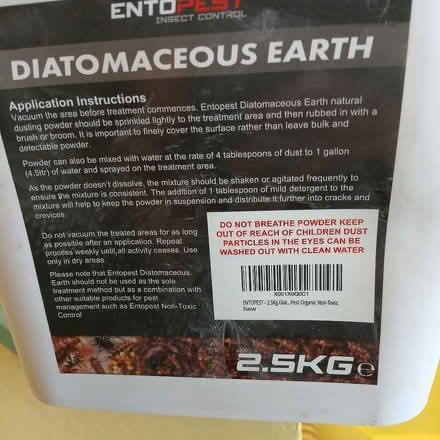 ENTOPEST
INSECT CONTROL
DIATOMACEOUS EARTH
Application Instructions
Vacuum the area before treatment commences. Entopest Diatomaceous Earth natural
dusting powder should be sprinkled lightly to the treatment area and then rubbed in with a
brush or broom. It is important to finely cover the surface rather than leave bulk and
detectable powder.
Powder can also be mixed with water at the rate of 4 tablespoons of dust to 1 gallon
(4.5ltr) of water and sprayed on the treatment area.
As the powder doesn't dissolve, the mixture should be shaken or agitated frequently to
ensure the mixture is consistent. The addition of 1 tablespoon of mild detergent to the
mixture will help to keep the powder in suspension and distribute it further into cracks and
crevices.
Do not vacuum the treated areas for as long
as possible after an application. Repeat
process weekly until all activity ceases. Use
only in dry areas
Please note that Entopest Diatomaceous
Earth should not be used as the sole
treatment method but as a combination with
other suitable products for pest
management such as Entopest Non-Toxic
Control
DO NOT BREATHE POWDER KEEP
OUT OF REACH OF CHILDREN DUST
PARTICLES IN THE EYES CAN BE
WASHED OUT WITH CLEAN WATER
ENTOPEST - 2.5Kg Diat... Pest Organic Non-Toxic
New
2.5KG e